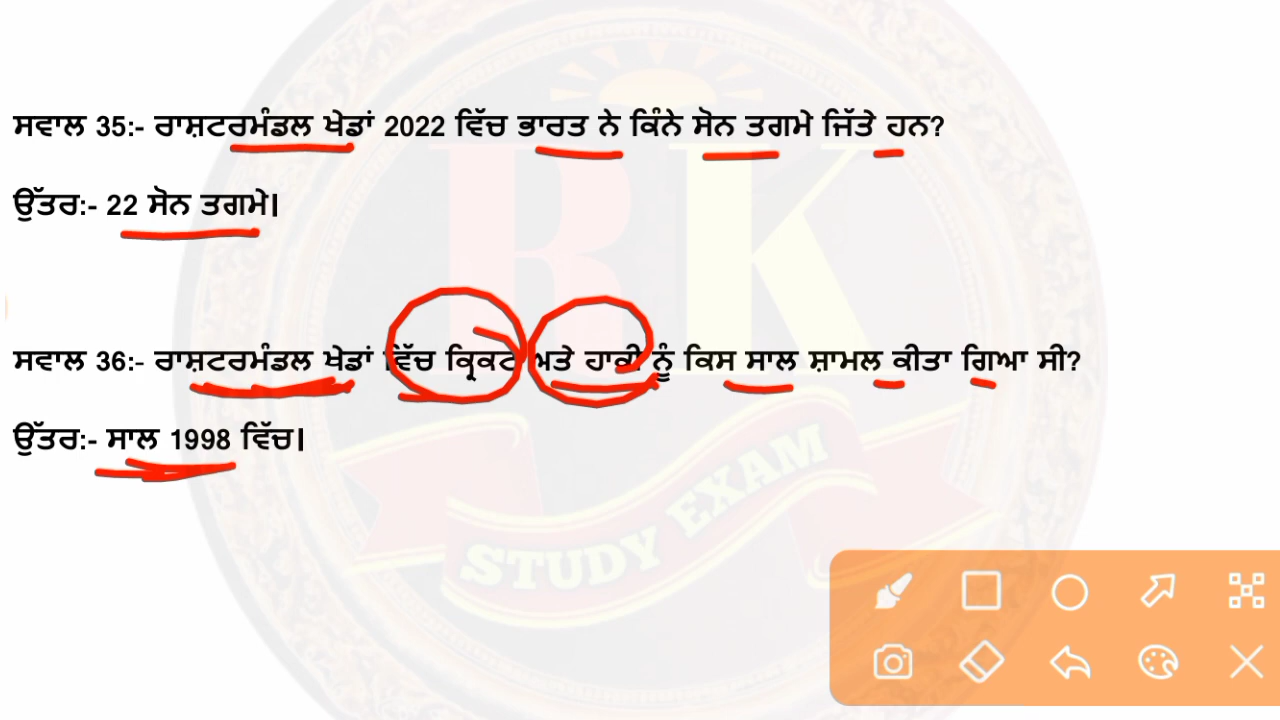 ਸਵਾਲ 35:- ਰਾਸ਼ਟਰਮੰਡਲ ਖੇਡਾਂ 2022 ਵਿੱਚ ਭਾਰਤ ਨੇ ਕਿੰਨੇ ਸੋਨ ਤਗਮੇ ਜਿੱਤੇ ਹਨ?
ਉੱਤਰ:- 22 ਸੋਨ ਤਗਮੇ।
ਸਵਾਲ 36:- ਰਾਸ਼ਟਰਮੰਡਲ ਖੇਡਾਂ ਵਿੱਚ ਕ੍ਰਿਕਟ ਅਤੇ ਹਾਕੀ ਨੂੰ ਕਿਸ ਸਾਲ ਸ਼ਾਮਲ ਕੀਤਾ ਗਿਆ ਸੀ?
ਉੱਤਰ:- ਸਾਲ 1998 ਵਿੱਚ।
RK
STUDY EXAM